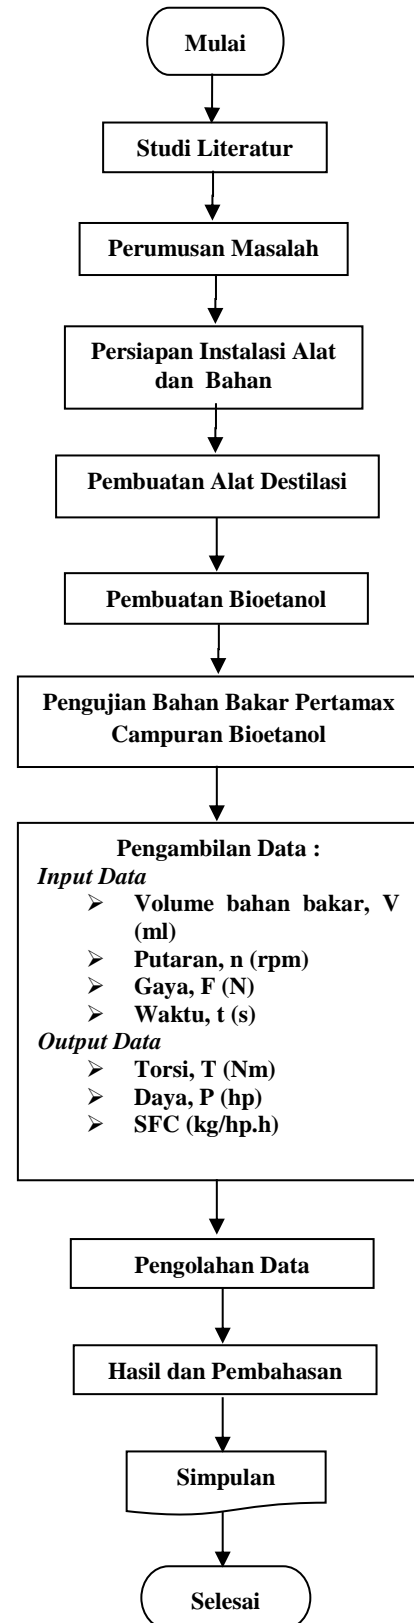 Mulai
Studi Literatur
Perumusan Masalah
Persiapan Instalasi Alat
dan Bahan
Pembuatan Alat Destilasi
Pembuatan Bioetanol
Pengujian Bahan Bakar Pertamax
Campuran Bioetanol
Pengambilan Data :
Input Data
➢ Volume bahan bakar, V
(ml)
➢ Putaran, n (rpm)
➢ Gaya, F (N)
➢ Waktu, t (s)
Output Data
➢ Torsi, T (Nm)
➢ Daya, P (hp)
➢ SFC (kg/hp.h)
Pengolahan Data
Hasil dan Pembahasan
Simpulan
Selesai